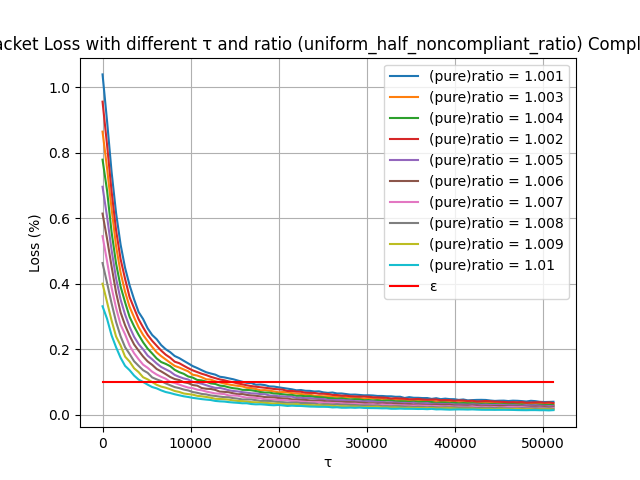 acket Loss with different τ and ratio (uniform_half_noncompliant_ratio) Compl
Loss (%)
1.0
0.8
0.6
0.4
0.2
0.0
(pure)ratio = 1.001
(pure)ratio = 1.003
(pure)ratio = 1.004
(pure)ratio = 1.002
(pure)ratio = 1.005
(pure)ratio = 1.006
(pure)ratio = 1.007
(pure)ratio = 1.008
(pure)ratio = 1.009
(pure)ratio = 1.01
ε
0 10000 20000 30000 40000 50000
τ